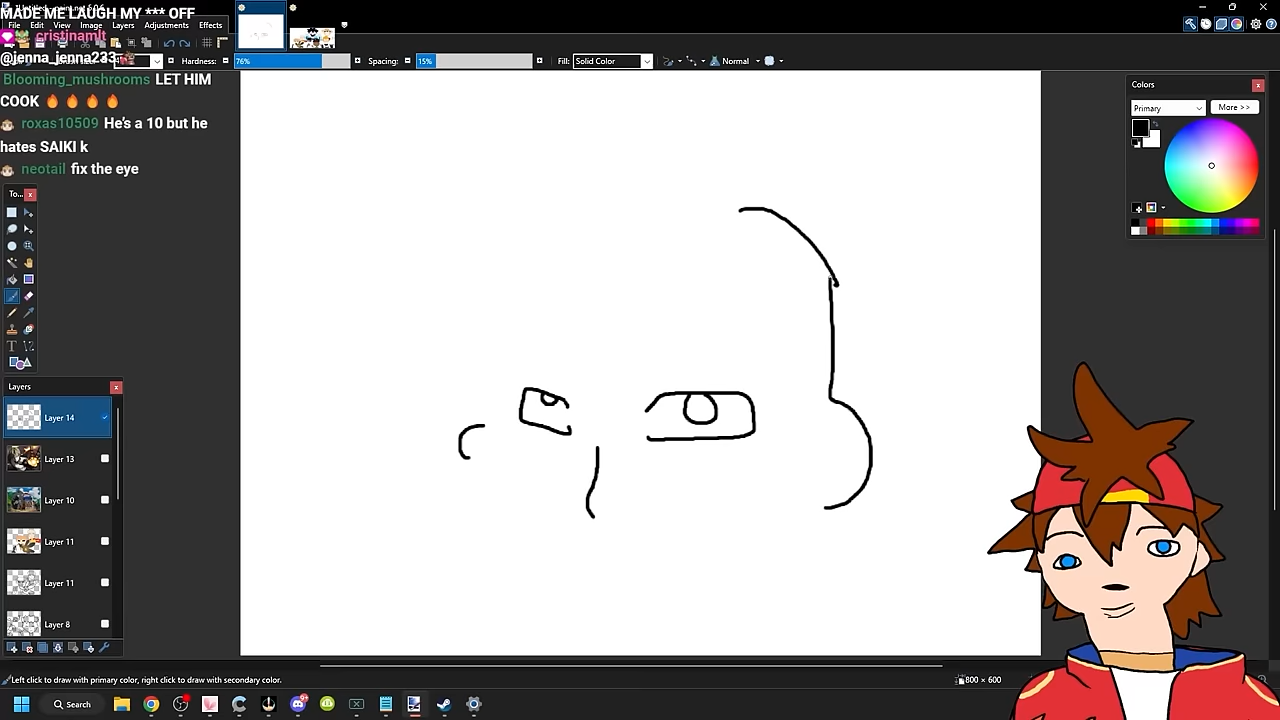 MADE ME LAUGH MY *** OFF
File Edit View Image Layers Adjustments Effects
cristinamlt
@jenna_jenna233
Hardness: 76% Spacing: 15% Fill: Solid Color Normal
Blooming_mushrooms LET HIM
COOK 🔥 🔥 🔥 🔥
roxas10509 He's a 10 but he
hates SAIKI k
neotail fix the eye
Colors
Primary More >>
To...
Layers
Layer 14
Layer 13
Layer 10
Layer 11
Layer 11
Layer 8
Left click to draw with primary color, right click to draw with secondary color. 800 × 600
Search